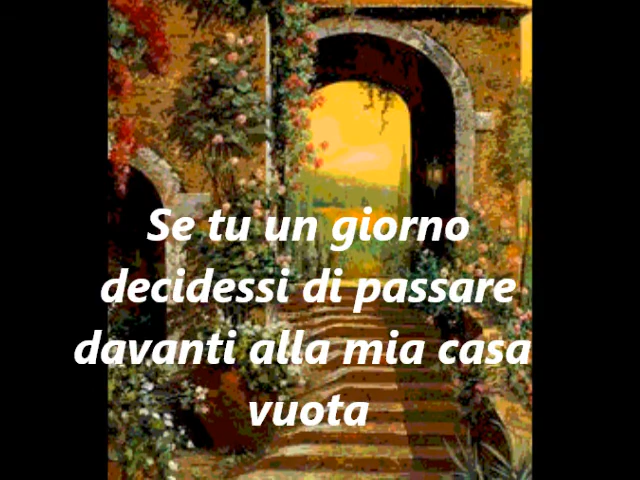 Se tu un giorno
decidessi di passare
davanti alla mia casa
vuota